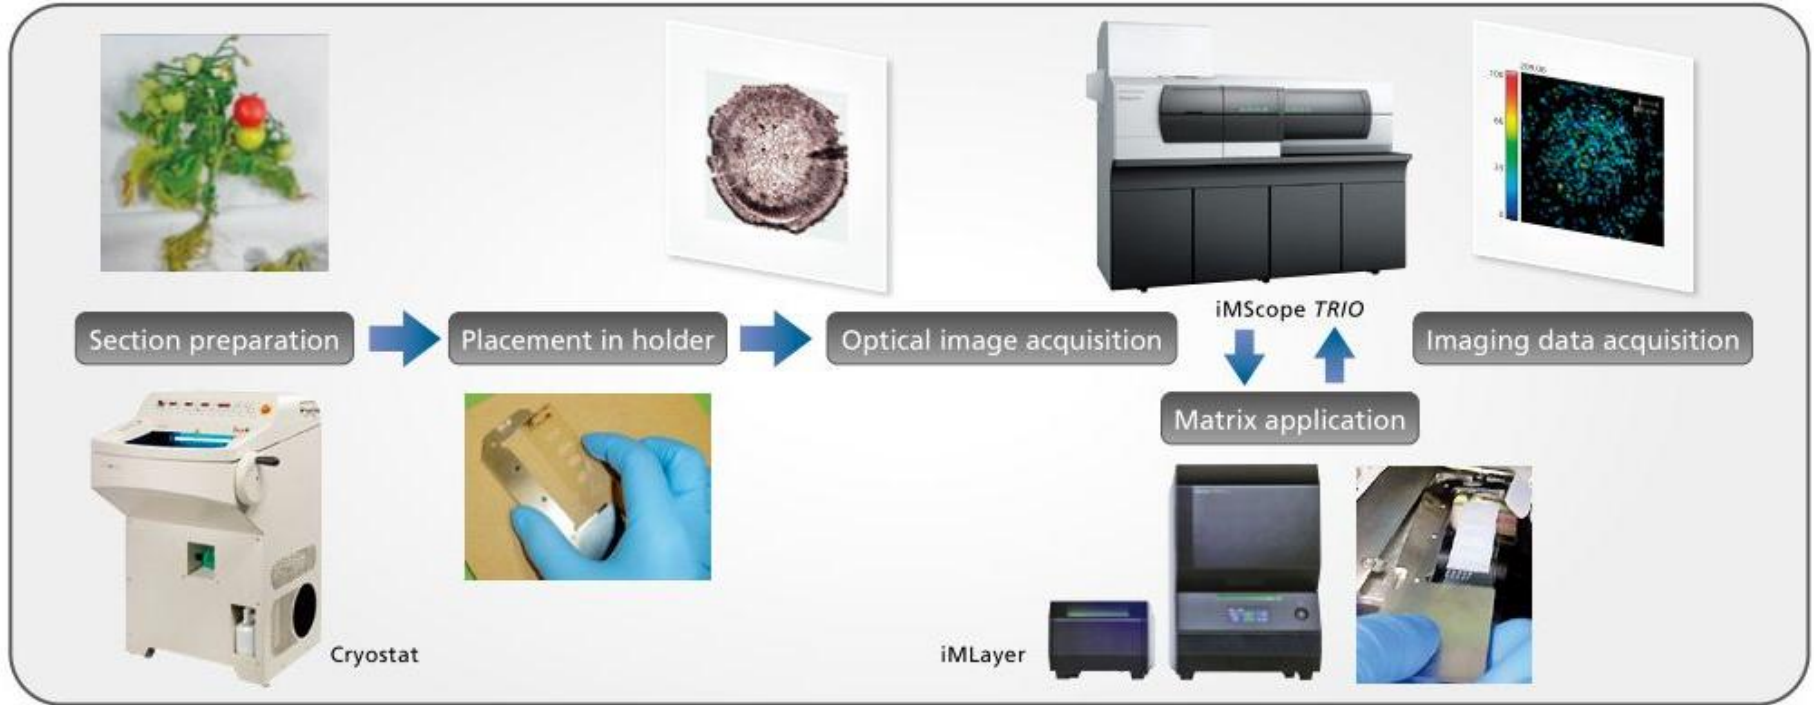 iMScope TRIO
Section preparation
Placement in holder
Optical image acquisition
Imaging data acquisition
Matrix application
Cryostat
iMLayer